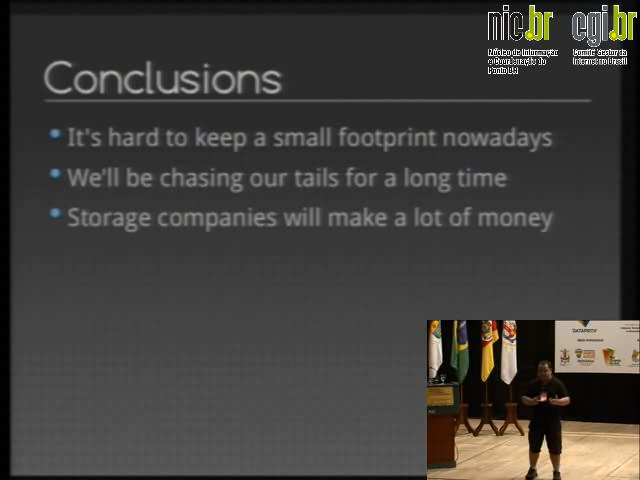 nic.br cgi.br
Núcleo de Informação
e Coordenação do
Ponto BR
Comitê Gestor da
Internet no Brasil
Conclusions
It's hard to keep a small footprint nowadays
We'll be chasing our tails for a long time
Storage companies will make a lot of money
DATAPREV